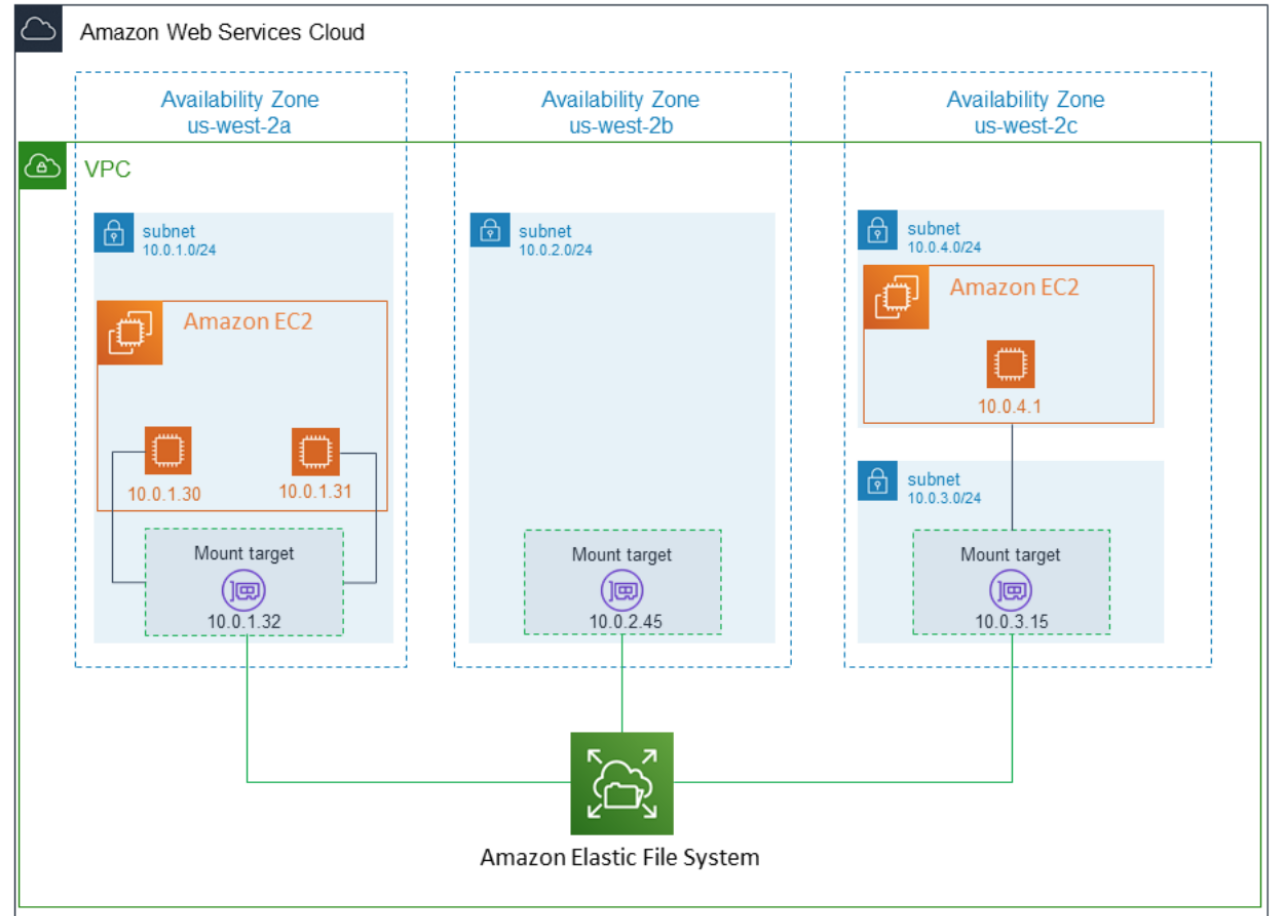 Amazon Web Services Cloud
Availability Zone
us-west-2a
Availability Zone
us-west-2b
Availability Zone
us-west-2c
VPC
subnet
10.0.1.0/24
Amazon EC2
10.0.1.30
10.0.1.31
Mount target
10.0.1.32
subnet
10.0.2.0/24
Mount target
10.0.2.45
subnet
10.0.4.0/24
Amazon EC2
10.0.4.1
subnet
10.0.3.0/24
Mount target
10.0.3.15
Amazon Elastic File System